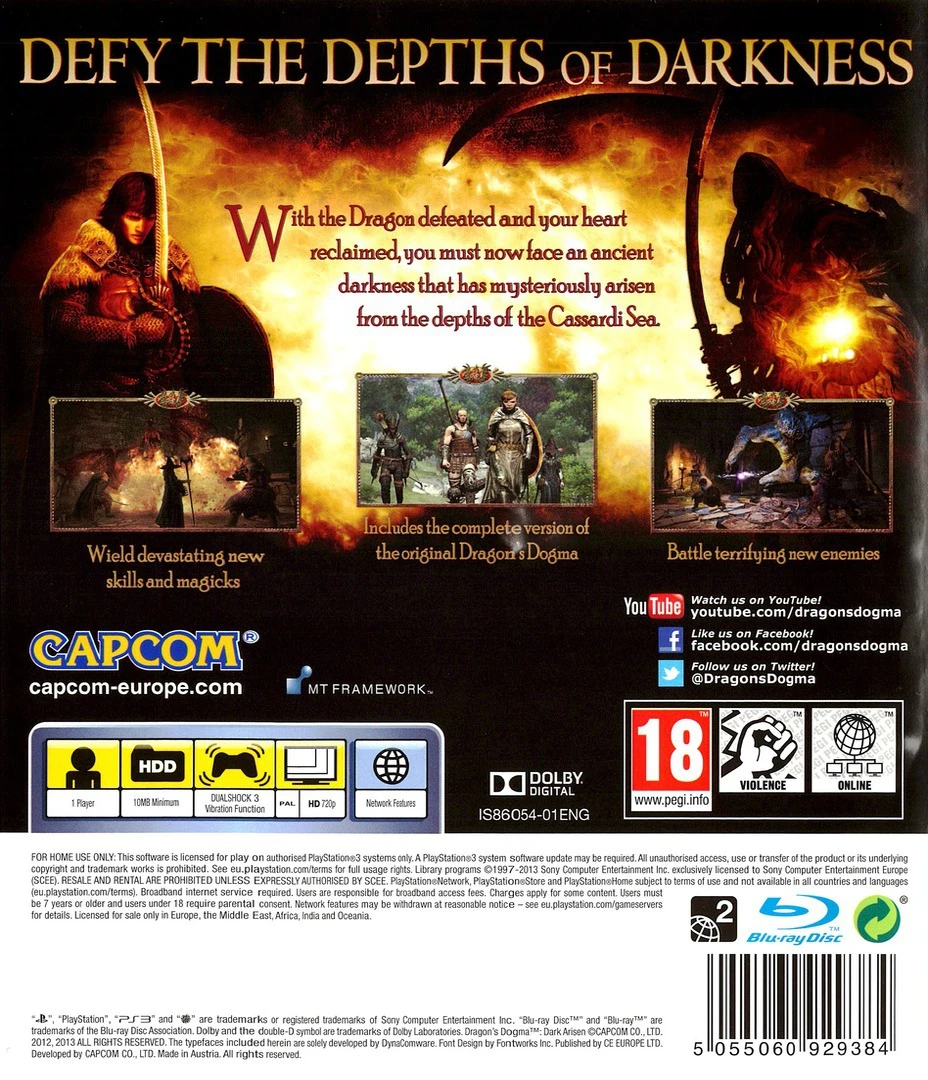 DEFY THE DEPTHS OF DARKNESS
With the Dragon defeated and your heart
reclaimed, you must now face an ancient
darkness that has mysteriously arisen
from the depths of the Cassardi Sea.
Wield devastating new
skills and magicks
Includes the complete version of
the original Dragon's Dogma
Battle terrifying new enemies
YouTube
Watch us on YouTube!
youtube.com/dragonsdogma
f
Like us on Facebook!
facebook.com/dragonsdogma
Follow us on Twitter!
@DragonsDogma
CAPCOM®
capcom-europe.com
MT FRAMEWORK™
1 Player
HDD
10MB Minimum
DUALSHOCK 3
Vibration Function
PAL
HD 720p
Network Features
DOLBY
DIGITAL
IS86054-01ENG
18™
www.pegi.info
VIOLENCE
™
ONLINE
™
FOR HOME USE ONLY: This software is licensed for play on authorised PlayStation®3 systems only. A PlayStation®3 system software update may be required. All unauthorised access, use or transfer of the product or its underlying
copyright and trademark works is prohibited. See eu.playstation.com/terms for full usage rights. Library programs ©1997-2013 Sony Computer Entertainment Inc. exclusively licensed to Sony Computer Entertainment Europe
(SCEE). RESALE AND RENTAL ARE PROHIBITED UNLESS EXPRESSLY AUTHORISED BY SCEE. PlayStation®Network, PlayStation®Store and PlayStation®Home subject to terms of use and not available in all countries and languages
(eu.playstation.com/terms). Broadband internet service required. Users are responsible for broadband access fees. Charges apply for some content. Users must
be 7 years or older and users under 18 require parental consent. Network features may be withdrawn at reasonable notice – see eu.playstation.com/gameservers
for details. Licensed for sale only in Europe, the Middle East, Africa, India and Oceania.
2
Blu-ray Disc™
®
"", "PlayStation", "PS3" and "" are trademarks or registered trademarks of Sony Computer Entertainment Inc. "Blu-ray Disc™" and "Blu-ray™" are
trademarks of the Blu-ray Disc Association. Dolby and the double-D symbol are trademarks of Dolby Laboratories. Dragon's Dogma™: Dark Arisen ©CAPCOM CO., LTD.
2012, 2013 ALL RIGHTS RESERVED. The typefaces included herein are solely developed by DynaComware. Font Design by Fontworks Inc. Published by CE EUROPE LTD.
Developed by CAPCOM CO., LTD. Made in Austria. All rights reserved.
5 055060 929384